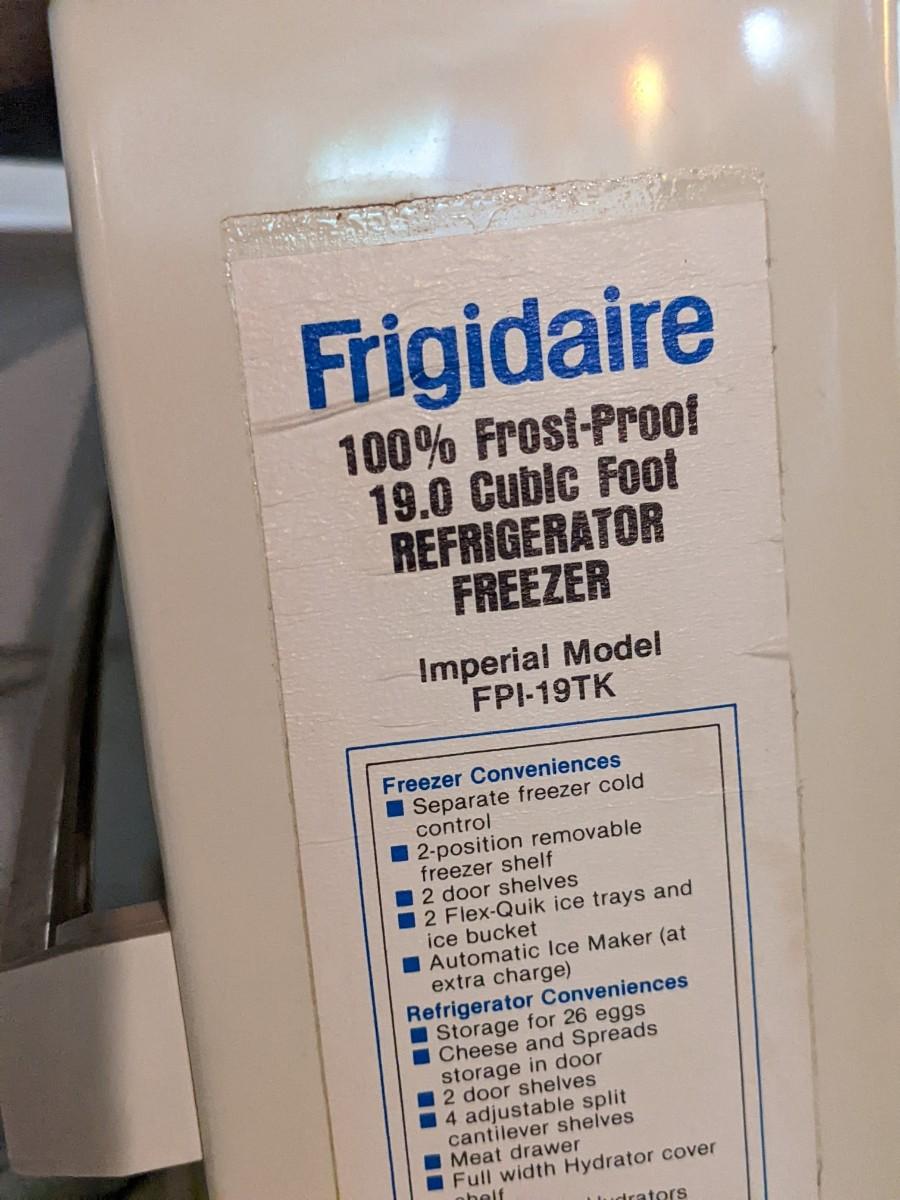 Frigidaire
100% Frost-Proof
19.0 Cubic Foot
REFRIGERATOR
FREEZER
Imperial Model
FPI-19TK
Freezer Conveniences
■ Separate freezer cold
control
■ 2-position removable
freezer shelf
■ 2 door shelves
■ 2 Flex-Quik ice trays and
ice bucket
■ Automatic Ice Maker (at
extra charge)
Refrigerator Conveniences
■ Storage for 26 eggs
■ Cheese and Spreads
storage in door
■ 2 door shelves
■ 4 adjustable split
cantilever shelves
■ Meat drawer
■ Full width Hydrator cover
shelf